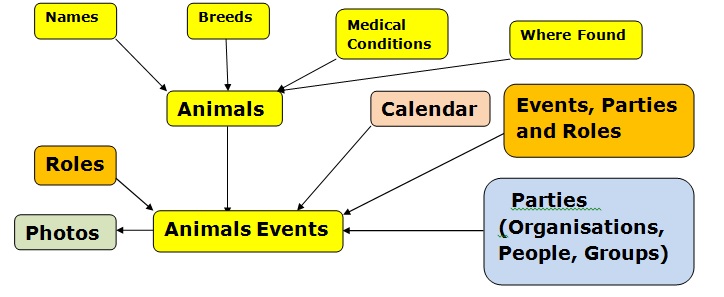 Names
Breeds
Medical
Conditions
Where Found
Animals
Calendar
Events, Parties
and Roles
Roles
Parties
(Organisations,
People, Groups)
Photos
Animals Events